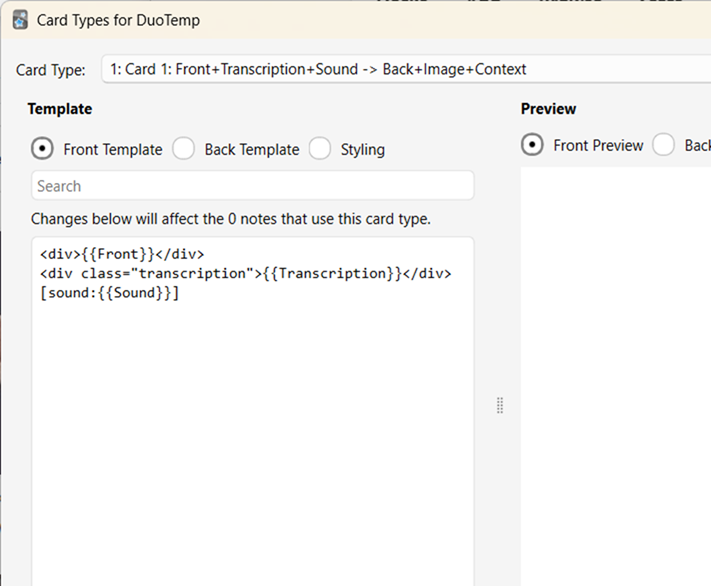 Card Types for DuoTemp
Card Type: 1: Card 1: Front+Transcription+Sound -> Back+Image+Context
Template
Preview
Front Template Back Template Styling
Front Preview Back
Search
Changes below will affect the 0 notes that use this card type.
<div>{{Front}}</div>
<div class="transcription">{{Transcription}}</div>
[sound:{{Sound}}]